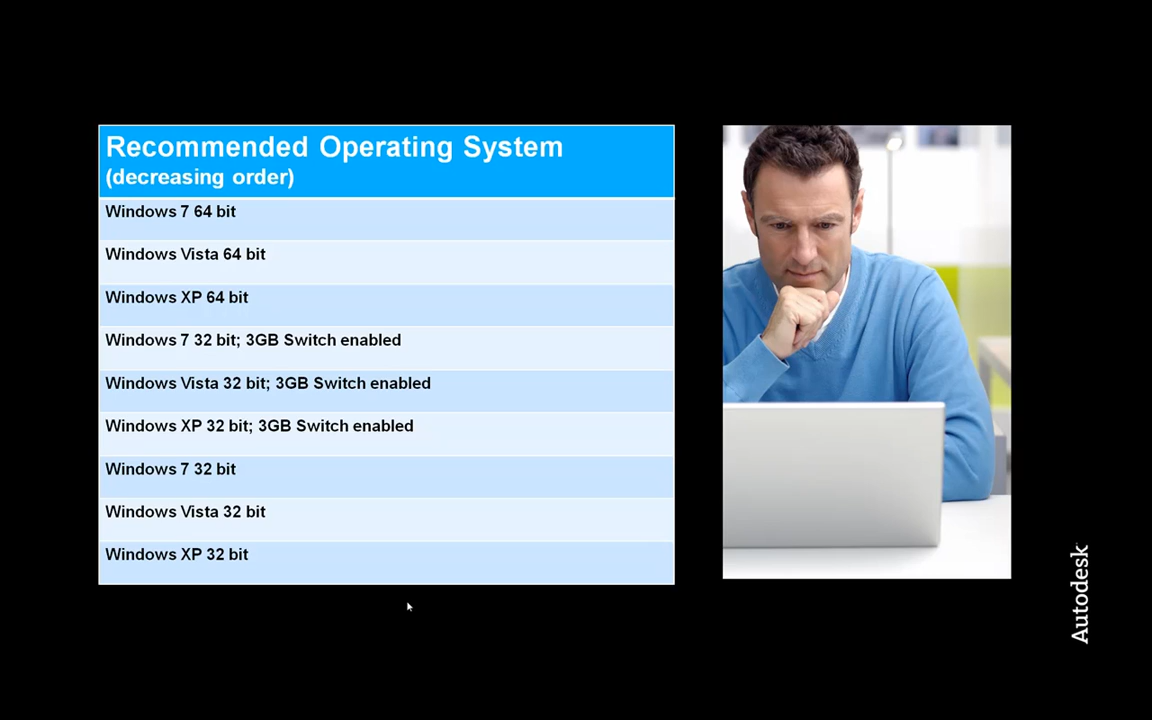 Recommended Operating System
(decreasing order)
Windows 7 64 bit
Windows Vista 64 bit
Windows XP 64 bit
Windows 7 32 bit; 3GB Switch enabled
Windows Vista 32 bit; 3GB Switch enabled
Windows XP 32 bit; 3GB Switch enabled
Windows 7 32 bit
Windows Vista 32 bit
Windows XP 32 bit
Autodesk